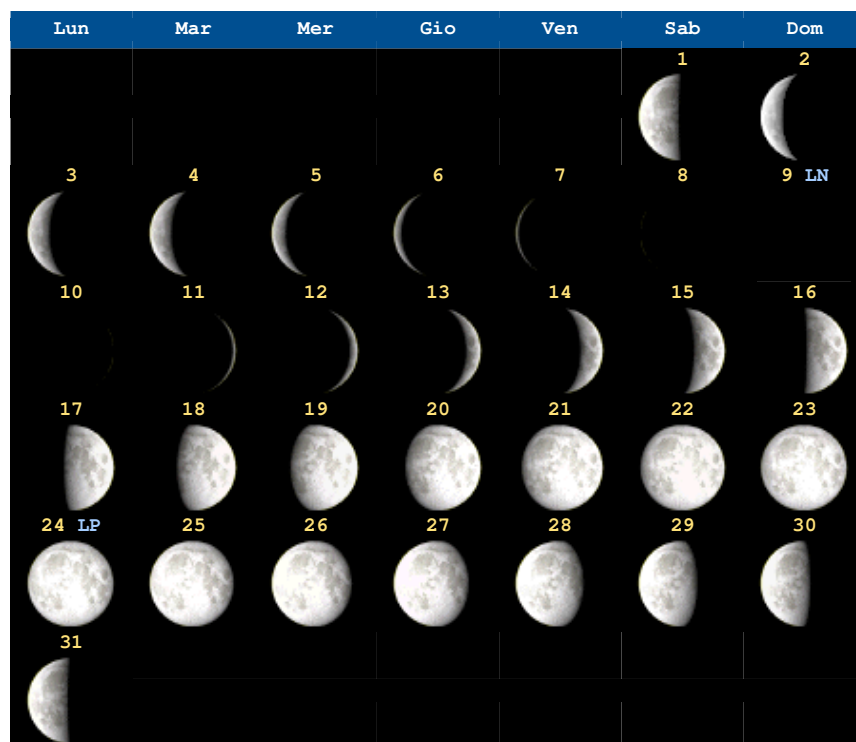 Lun Mar Mer Gio Ven Sab Dom
1 2
3 4 5 6 7 8 9 LN
10 11 12 13 14 15 16
17 18 19 20 21 22 23
24 LP 25 26 27 28 29 30
31